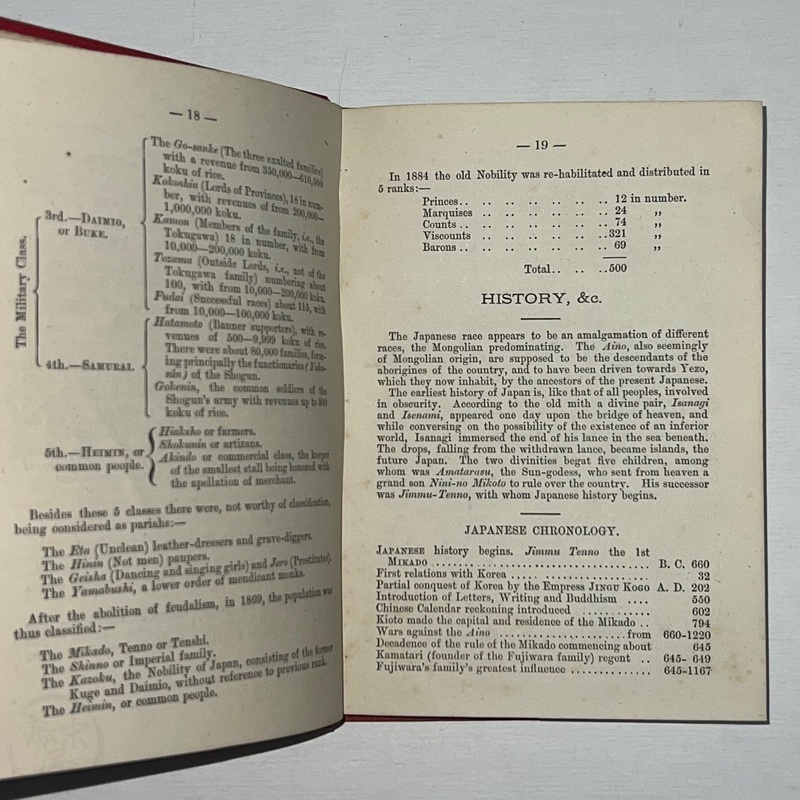 — 18 —
The Military Class.
3rd.—DAIMIO, or BUKE.
The Go-sanke (The three exalted families)
with a revenue from 350,000—610,500
koku of rice.
Kokoshiu (Lords of Provinces), 18 in num-
ber, with revenues of from 200,000—
1,000,000 koku.
Kamon (Members of the family, i.e., the
Tokugawa) 18 in number, with from
10,000—200,000 koku.
Tozama (Outside Lords, i.e., not of the
Tokugawa family) numbering about
100, with from 10,000—200,000 koku.
Fudai (Successful races) about 115, with
from 10,000—100,000 koku.
4th.—SAMURAI.
Hatamoto (Banner supporters), with re-
venues of 500—9,999 koku of rice.
There were about 80,000 families, form-
ing principally the functionaries (Yaku-
nin) of the Shogun.
Gokenin, the common soldiers of the
Shogun's army with revenues up to 500
koku of rice.
5th.—HEIMIN, or
common people.
Hiaksho or farmers.
Shokunin or artizans.
Akindo or commercial class, the keeper
of the smallest stall being honored with
the appellation of merchant.
Besides these 5 classes there were, not worthy of classification,
being considered as pariahs:—
The Eta (Unclean) leather-dressers and grave-diggers.
The Hinin (Not men) paupers.
The Geisha (Dancing and singing girls) and Joro (Prostitutes).
The Yamabushi, a lower order of mendicant monks.
After the abolition of feudalism, in 1869, the population was
thus classified:—
The Mikado, Tenno or Tenshi.
The Shinno or Imperial family.
The Kazoku, the Nobility of Japan, consisting of the former
Kuge and Daimio, without reference to previous rank.
The Heimin, or common people.
— 19 —
In 1884 the old Nobility was re-habilitated and distributed in
5 ranks:—
Princes.. .. .. .. .. .. .. 12 in number.
Marquises .. .. .. .. .. .. 24 „
Counts .. .. .. .. .. .. .. 74 „
Viscounts .. .. .. .. .. ..321 „
Barons .. .. .. .. .. .. .. 69 „
Total.. .. ..500
HISTORY, &c.
The Japanese race appears to be an amalgamation of different
races, the Mongolian predominating. The Aino, also seemingly
of Mongolian origin, are supposed to be the descendants of the
aborigines of the country, and to have been driven towards Yezo,
which they now inhabit, by the ancestors of the present Japanese.
The earliest history of Japan is, like that of all peoples, involved
in obscurity. According to the old mith a divine pair, Isanagi
and Isenami, appeared one day upon the bridge of heaven, and
while conversing on the possibility of the existence of an inferior
world, Isanagi immersed the end of his lance in the sea beneath.
The drops, falling from the withdrawn lance, became islands, the
future Japan. The two divinities begat five children, among
whom was Amatarasu, the Sun-godess, who sent from heaven a
grand son Nini-no Mikoto to rule over the country. His successor
was Jimmu-Tenno, with whom Japanese history begins.
JAPANESE CHRONOLOGY.
JAPANESE history begins. Jimmu Tenno the 1st
MIKADO ........................................ B. C. 660
First relations with Korea .... .................. 32
Partial conquest of Korea by the Empress JINGU KOGO A. D. 202
Introduction of Letters, Writing and Buddhism .... 550
Chinese Calendar reckoning introduced ........... 602
Kioto made the capital and residence of the Mikado .. 794
Wars against the Aino ......................from 660-1220
Decadence of the rule of the Mikado commencing about 645
Kamatari (founder of the Fujiwara family) regent .. 645- 649
Fujiwara's family's greatest influence ............. 645-1167